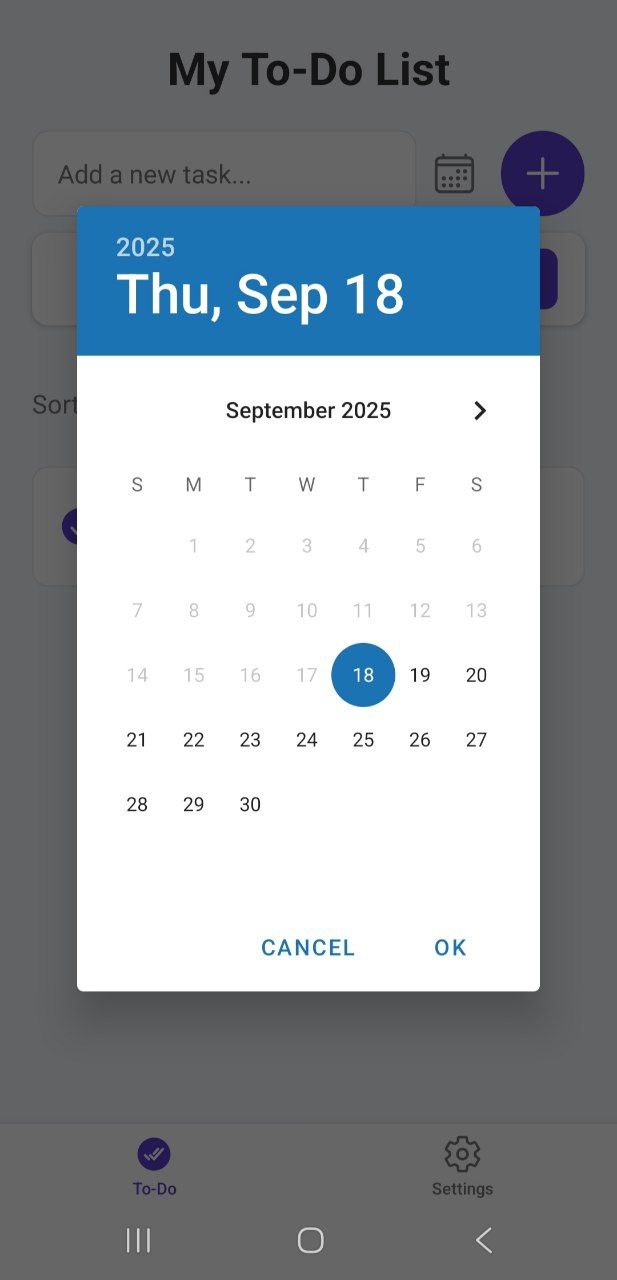 My To-Do List
Add a new task...
2025
Thu, Sep 18
Sort
September 2025
S M T W T F S
1 2 3 4 5 6
7 8 9 10 11 12 13
14 15 16 17 18 19 20
21 22 23 24 25 26 27
28 29 30
CANCEL OK
To-Do Settings